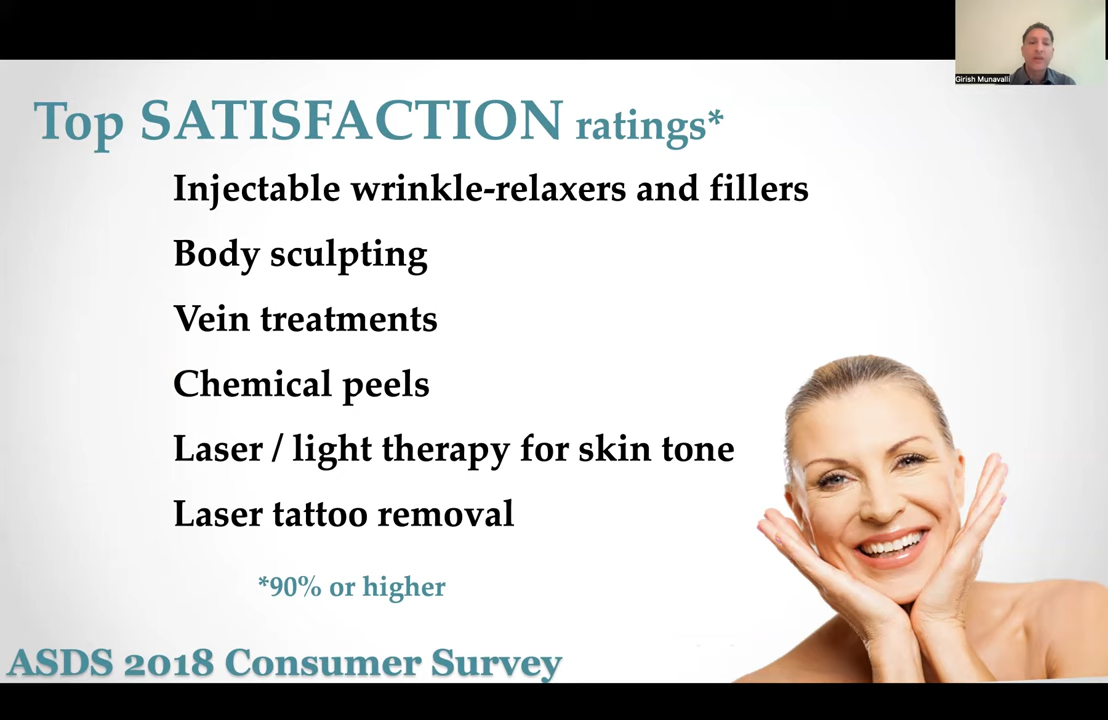 Girish Munavalli
Top SATISFACTION ratings*
Injectable wrinkle-relaxers and fillers
Body sculpting
Vein treatments
Chemical peels
Laser / light therapy for skin tone
Laser tattoo removal
*90% or higher
ASDS 2018 Consumer Survey